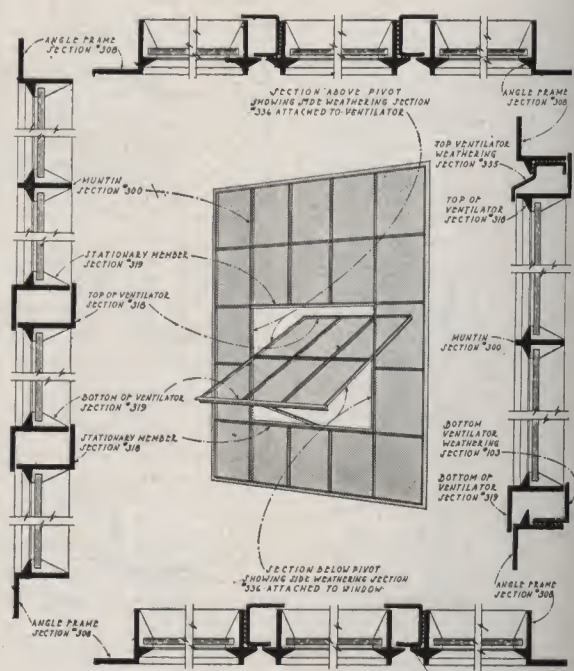 ANGLE FRAME
SECTION #308
SECTION ABOVE PIVOT
SHOWING SIDE WEATHERING SECTION
#336 ATTACHED TO VENTILATOR
ANGLE FRAME
SECTION #308
MUNTIN
SECTION #300
STATIONARY MEMBER
SECTION #319
TOP OF VENTILATOR
SECTION #318
BOTTOM OF VENTILATOR
SECTION #319
STATIONARY MEMBER
SECTION #318
TOP VENTILATOR
WEATHERING
SECTION #335
TOP OF
VENTILATOR
SECTION #318
MUNTIN
SECTION #300
BOTTOM
VENTILATOR
WEATHERING
SECTION #103
BOTTOM OF
VENTILATOR
SECTION #319
SECTION BELOW PIVOT
SHOWING SIDE WEATHERING SECTION
#336 ATTACHED TO WINDOW
ANGLE FRAME
SECTION #308
ANGLE FRAME
SECTION #308